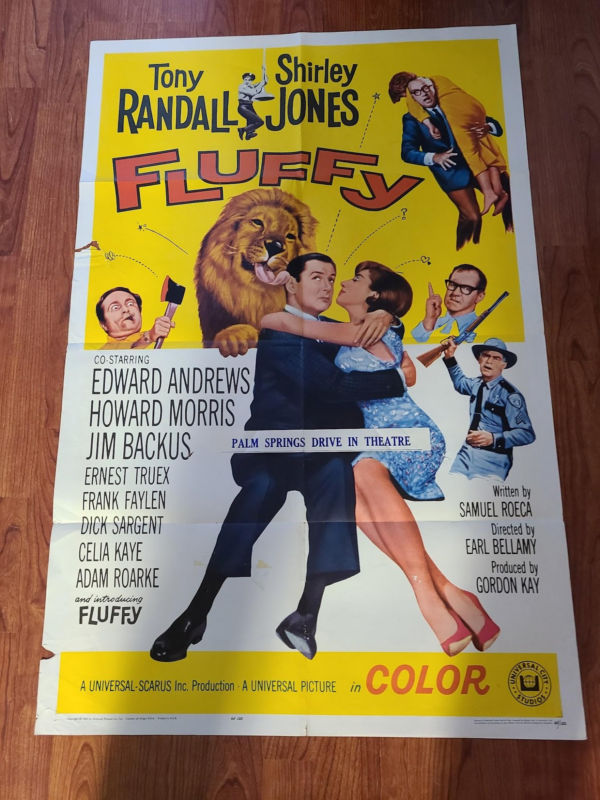 Tony Shirley
RANDALL JONES
FLUFFY
?
CO-STARRING
EDWARD ANDREWS
HOWARD MORRIS
JIM BACKUS
PALM SPRINGS DRIVE IN THEATRE
ERNEST TRUEX
FRANK FAYLEN
DICK SARGENT
CELIA KAYE
ADAM ROARKE
and introducing
FLUFFY
Written by
SAMUEL ROECA
Directed by
EARL BELLAMY
Produced by
GORDON KAY
A UNIVERSAL-SCARUS Inc. Production · A UNIVERSAL PICTURE in COLOR
UNIVERSAL CITY
STUDIOS